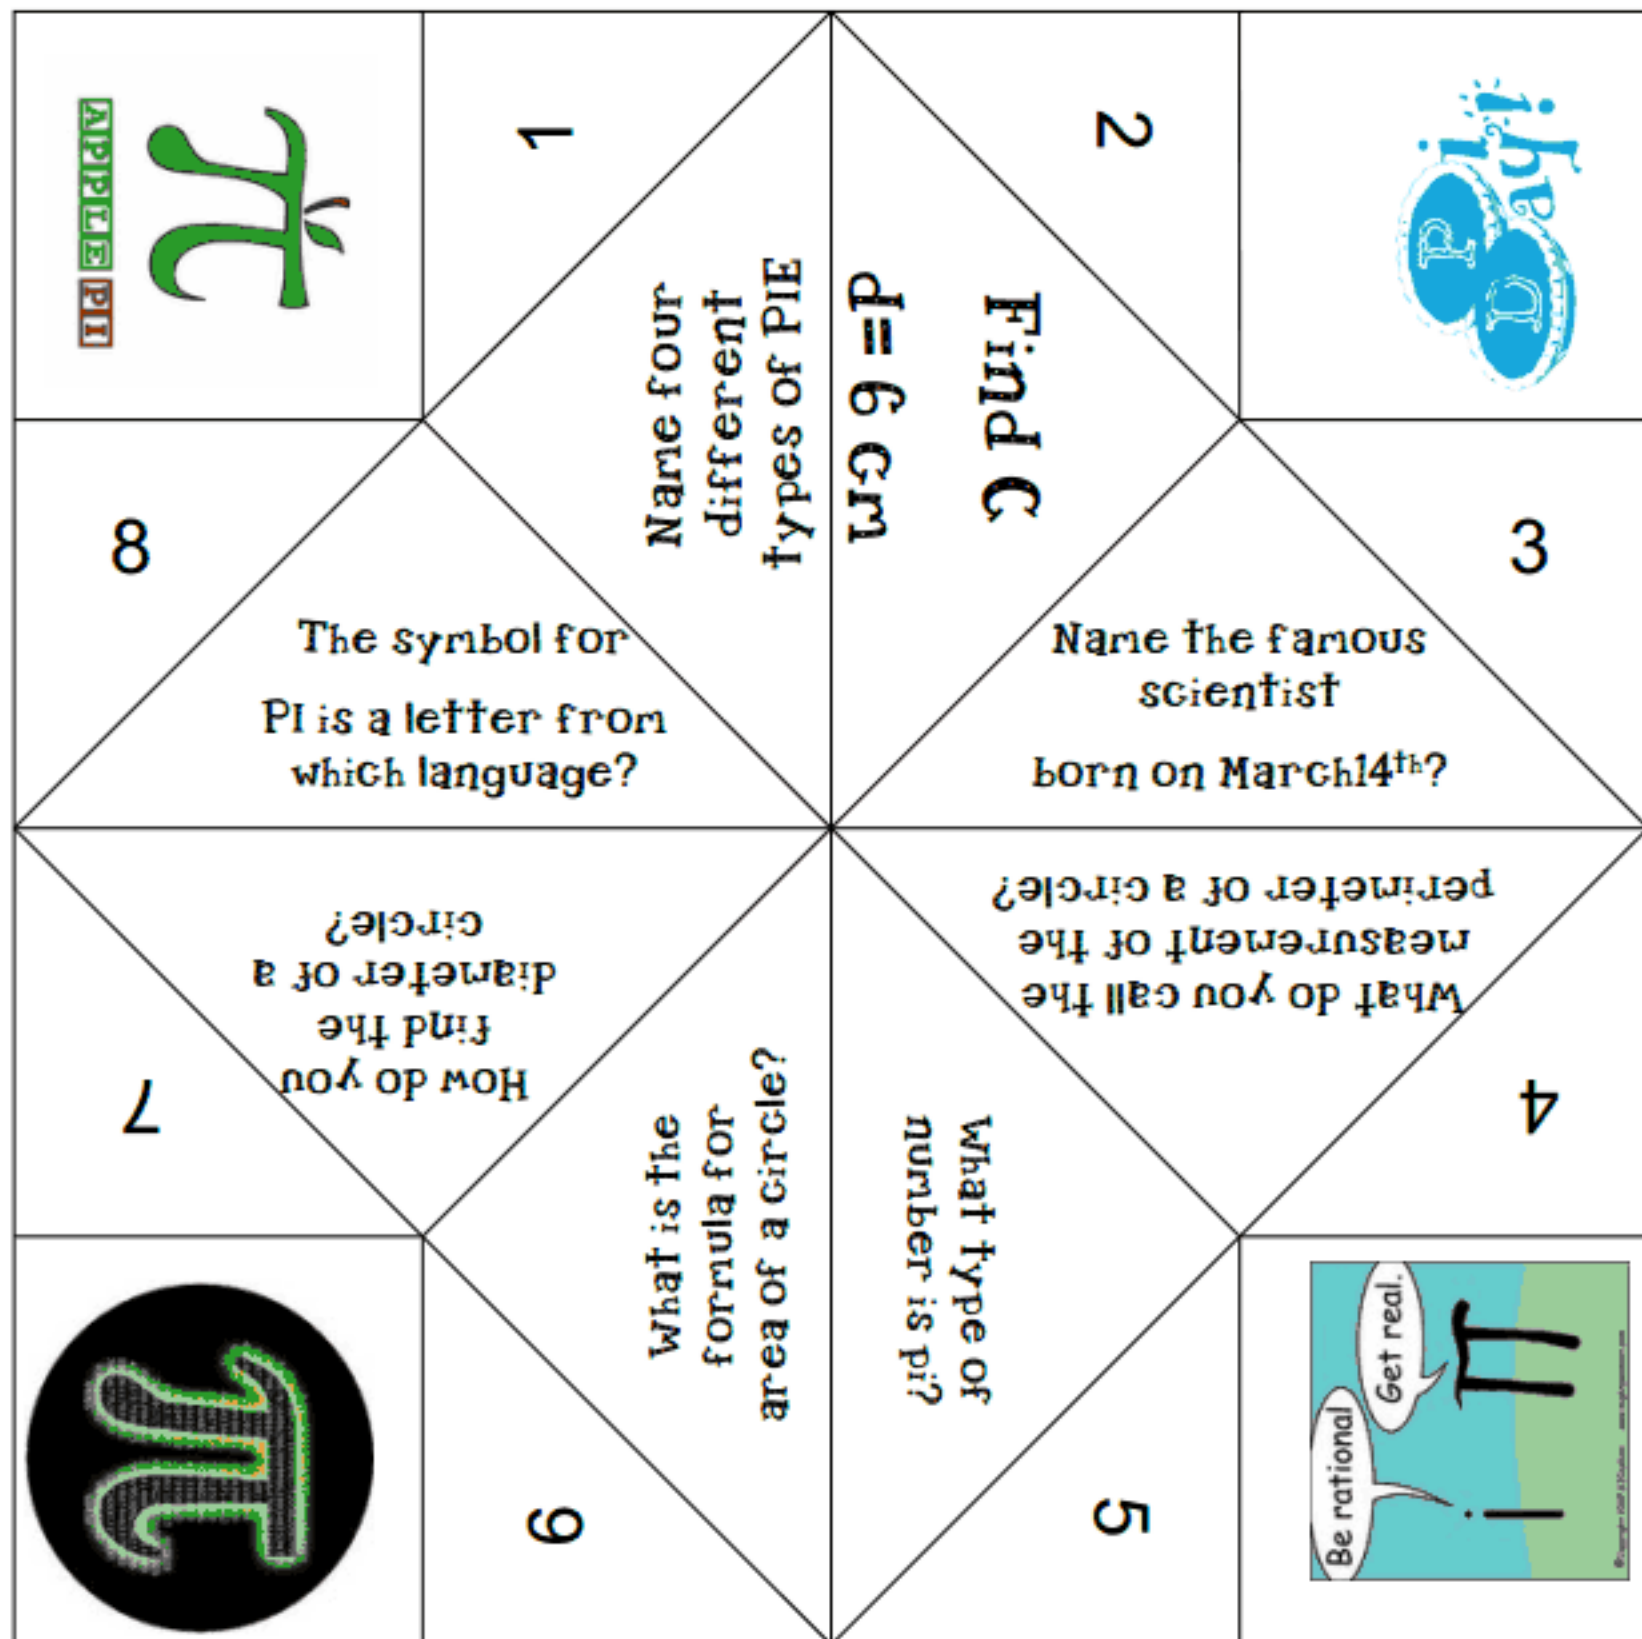 APPLE PI
1
Name four
different
types of PIE
2
Find C
d= 6 cm
i ha
P
D
i!
3
Name the famous
scientist
born on March14th?
4
What do you call the
measurement of the
perimeter of a circle?
5
What type of
number is pi?
Be rational
Get real.
π
i
6
What is the
formula for
area of a circle?
7
How do you
find the
diameter of a
circle?
π
8
The symbol for
PI is a letter from
which language?
π